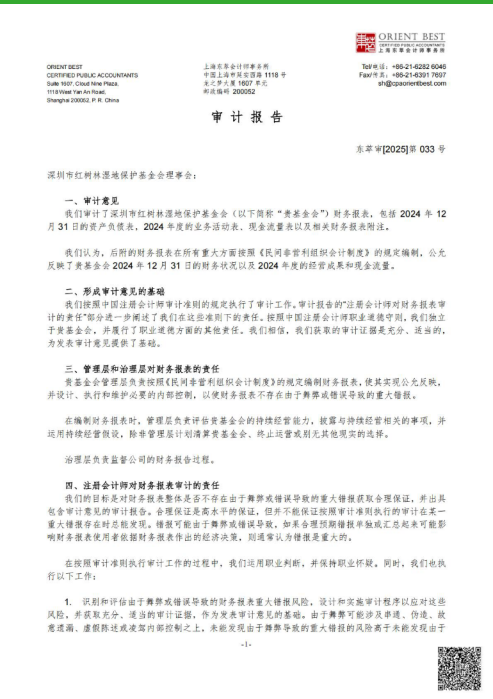 ORIENT BEST
CERTIFIED PUBLIC ACCOUNTANTS
上海东萃会计师事务所
ORIENT BEST
CERTIFIED PUBLIC ACCOUNTANTS
Suite 1607, Cloud Nine Plaza,
1118 West Yan An Road,
Shanghai 200052, P. R. China
上海东萃会计师事务所
中国上海市延安西路 1118 号
龙之梦大厦 1607 单元
邮政编码 200052
Tel/电话: +86-21-6282 6046
Fax/传真: +86-21-6391 7697
sh@cpaorientbest.com
审 计 报 告
东萃审[2025]第 033 号
深圳市红树林湿地保护基金会理事会:
一、审计意见
我们审计了深圳市红树林湿地保护基金会(以下简称“贵基金会”)财务报表,包括 2024 年 12
月 31 日的资产负债表,2024 年度的业务活动表、现金流量表以及相关财务报表附注。
我们认为,后附的财务报表在所有重大方面按照《民间非营利组织会计制度》的规定编制,公允
反映了贵基金会 2024 年 12 月 31 日的财务状况以及 2024 年度的经营成果和现金流量。
二、形成审计意见的基础
我们按照中国注册会计师审计准则的规定执行了审计工作。审计报告的“注册会计师对财务报表审
计的责任”部分进一步阐述了我们在这些准则下的责任。按照中国注册会计师职业道德守则,我们独立
于贵基金会,并履行了职业道德方面的其他责任。我们相信,我们获取的审计证据是充分、适当的,
为发表审计意见提供了基础。
三、管理层和治理层对财务报表的责任
贵基金会管理层负责按照《民间非营利组织会计制度》的规定编制财务报表,使其实现公允反映,
并设计、执行和维护必要的内部控制,以使财务报表不存在由于舞弊或错误导致的重大错报。
在编制财务报表时,管理层负责评估贵基金会的持续经营能力,披露与持续经营相关的事项,并
运用持续经营假设,除非管理层计划清算贵基金会、终止运营或别无其他现实的选择。
治理层负责监督公司的财务报告过程。
四、注册会计师对财务报表审计的责任
我们的目标是对财务报表整体是否不存在由于舞弊或错误导致的重大错报获取合理保证,并出具
包含审计意见的审计报告。合理保证是高水平的保证,但并不能保证按照审计准则执行的审计在某一
重大错报存在时总能发现。错报可能由于舞弊或错误导致,如果合理预期错报单独或汇总起来可能影
响财务报表使用者依据财务报表作出的经济决策,则通常认为错报是重大的。
在按照审计准则执行审计工作的过程中,我们运用职业判断,并保持职业怀疑。同时,我们也执
行以下工作:
1. 识别和评估由于舞弊或错误导致的财务报表重大错报风险,设计和实施审计程序以应对这些
风险,并获取充分、适当的审计证据,作为发表审计意见的基础。由于舞弊可能涉及串通、伪造、故
意遗漏、虚假陈述或凌驾内部控制之上,未能发现由于舞弊导致的重大错报的风险高于未能发现由于
-1-